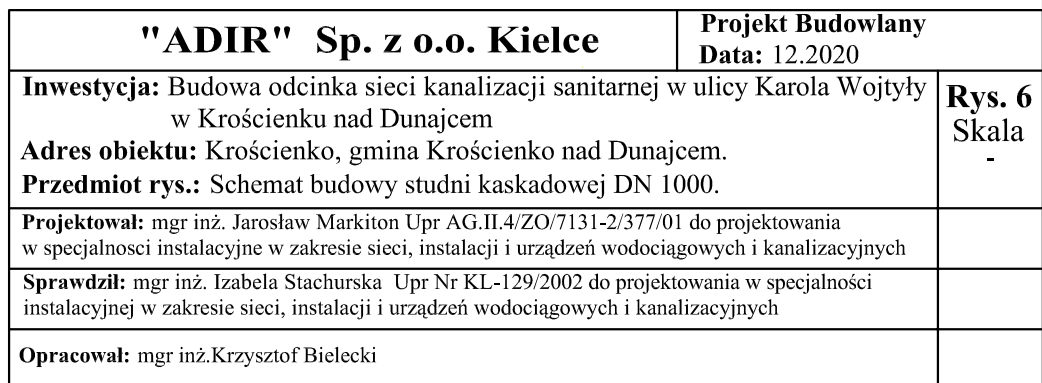 "ADIR" Sp. z o.o. Kielce
Projekt Budowlany
Data: 12.2020
Inwestycja: Budowa odcinka sieci kanalizacji sanitarnej w ulicy Karola Wojtyły
w Krościenku nad Dunajcem
Adres obiektu: Krościenko, gmina Krościenko nad Dunajcem.
Przedmiot rys.: Schemat budowy studni kaskadowej DN 1000.
Rys. 6
Skala
-
Projektował: mgr inż. Jarosław Markiton Upr AG.II.4/ZO/7131-2/377/01 do projektowania
w specjalnosci instalacyjne w zakresie sieci, instalacji i urządzeń wodociągowych i kanalizacyjnych
Sprawdził: mgr inż. Izabela Stachurska Upr Nr KL-129/2002 do projektowania w specjalności
instalacyjnej w zakresie sieci, instalacji i urządzeń wodociągowych i kanalizacyjnych
Opracował: mgr inż.Krzysztof Bielecki